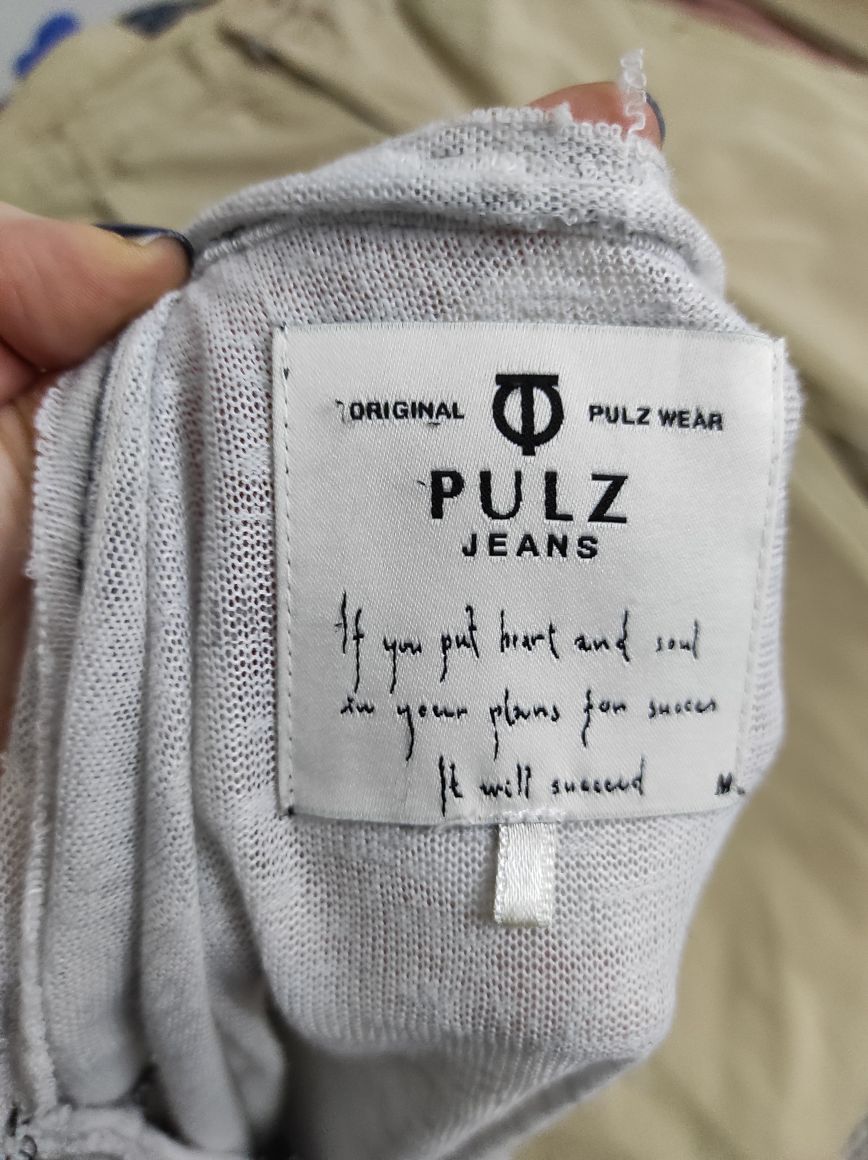 ORIGINAL PULZ WEAR
PULZ
JEANS
If you put heart and soul
in your plans for succes
It will succeed M.